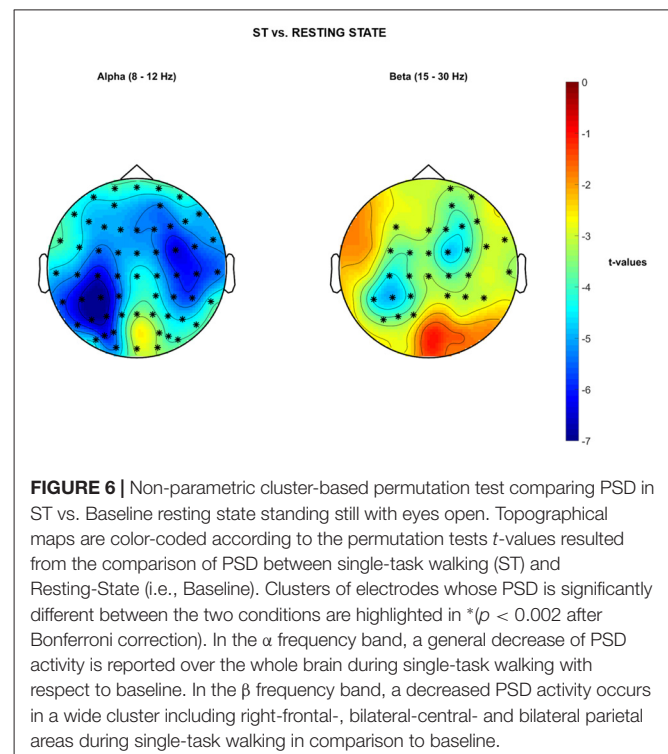 ST vs. RESTING STATE
Alpha (8 - 12 Hz)
Beta (15 - 30 Hz)
0
-1
-2
-3
t-values
-4
-5
-6
-7
FIGURE 6 | Non-parametric cluster-based permutation test comparing PSD in
ST vs. Baseline resting state standing still with eyes open. Topographical
maps are color-coded according to the permutation tests t-values resulted
from the comparison of PSD between single-task walking (ST) and
Resting-State (i.e., Baseline). Clusters of electrodes whose PSD is significantly
different between the two conditions are highlighted in *(p < 0.002 after
Bonferroni correction). In the α frequency band, a general decrease of PSD
activity is reported over the whole brain during single-task walking with
respect to baseline. In the β frequency band, a decreased PSD activity occurs
in a wide cluster including right-frontal-, bilateral-central- and bilateral parietal
areas during single-task walking in comparison to baseline.